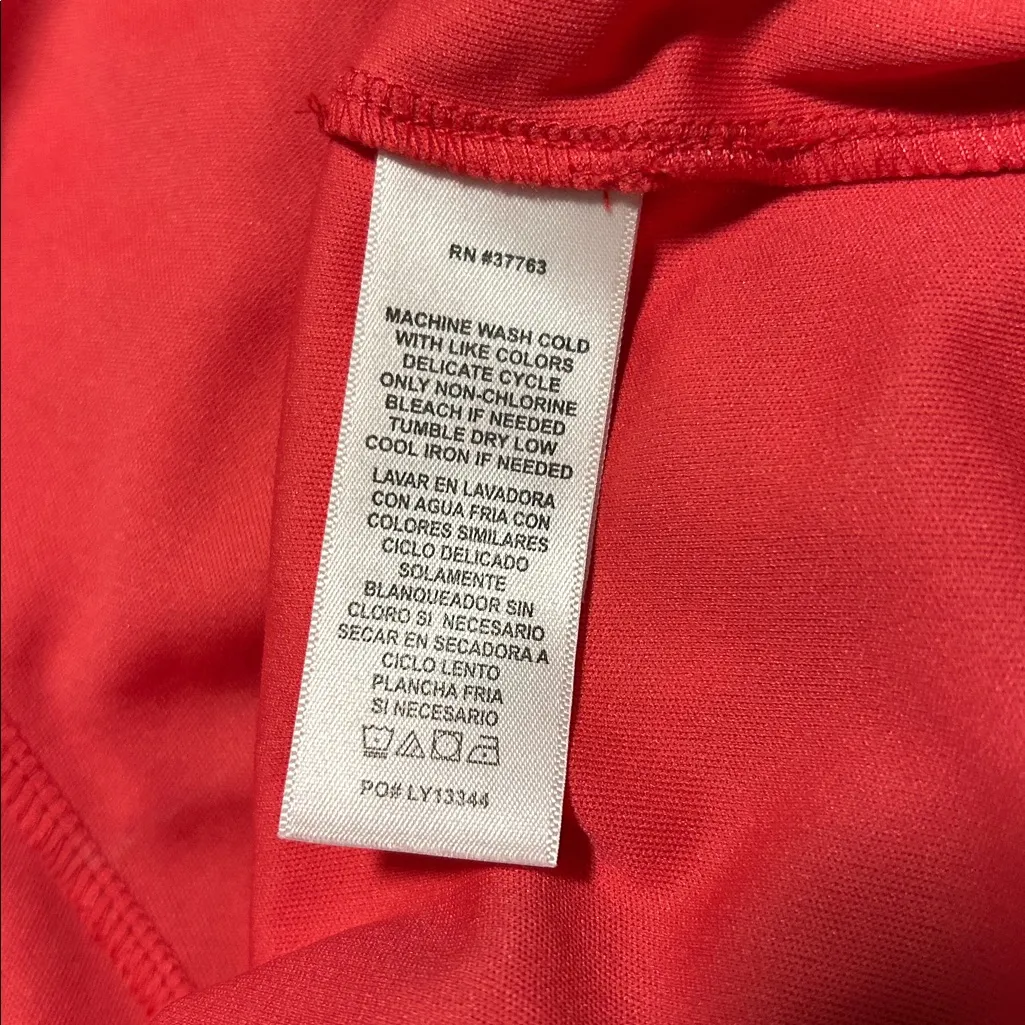 RN #37763
MACHINE WASH COLD
WITH LIKE COLORS
DELICATE CYCLE
ONLY NON-CHLORINE
BLEACH IF NEEDED
TUMBLE DRY LOW
COOL IRON IF NEEDED
LAVAR EN LAVADORA
CON AGUA FRIA CON
COLORES SIMILARES
CICLO DELICADO
SOLAMENTE
BLANQUEADOR SIN
CLORO SI NECESARIO
SECAR EN SECADORA A
CICLO LENTO
PLANCHA FRIA
SI NECESARIO
PO# LY13344